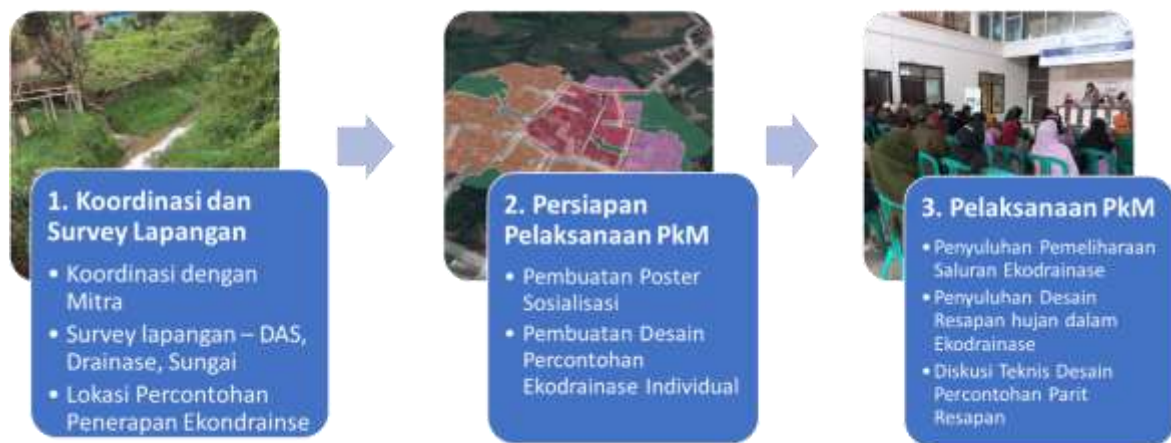 1. Koordinasi dan
Survey Lapangan
• Koordinasi dengan
Mitra
• Survey lapangan – DAS,
Drainase, Sungai
• Lokasi Percontohan
Penerapan Ekondrainse
2. Persiapan
Pelaksanaan PkM
• Pembuatan Poster
Sosialisasi
• Pembuatan Desain
Percontohan
Ekodrainase Individual
3. Pelaksanaan PkM
• Penyuluhan Pemeliharaan
Saluran Ekodrainase
• Penyuluhan Desain
Resapan hujan dalam
Ekodrainase
• Diskusi Teknis Desain
Percontohan Parit
Resapan